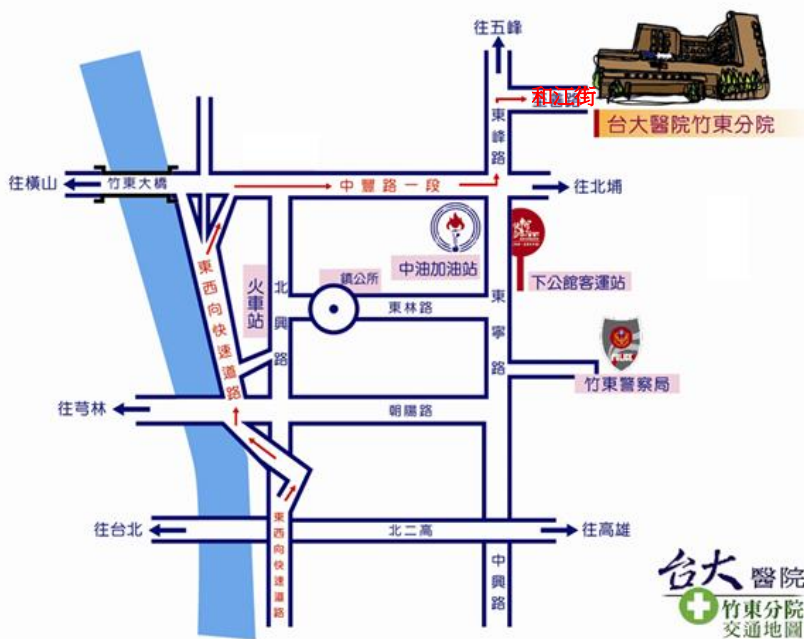 往五峰
和江街
東峰路
台大醫院竹東分院
往橫山
竹東大橋
中豐路一段
往北埔
中油加油站
下公館客運站
東西向快速道路
火車站
北興路
鎮公所
東林路
東寧路
POLICE
竹東警察局
往芎林
朝陽路
往台北
北二高
往高雄
東西向快速道路
中興路
台大醫院
竹東分院
交通地圖